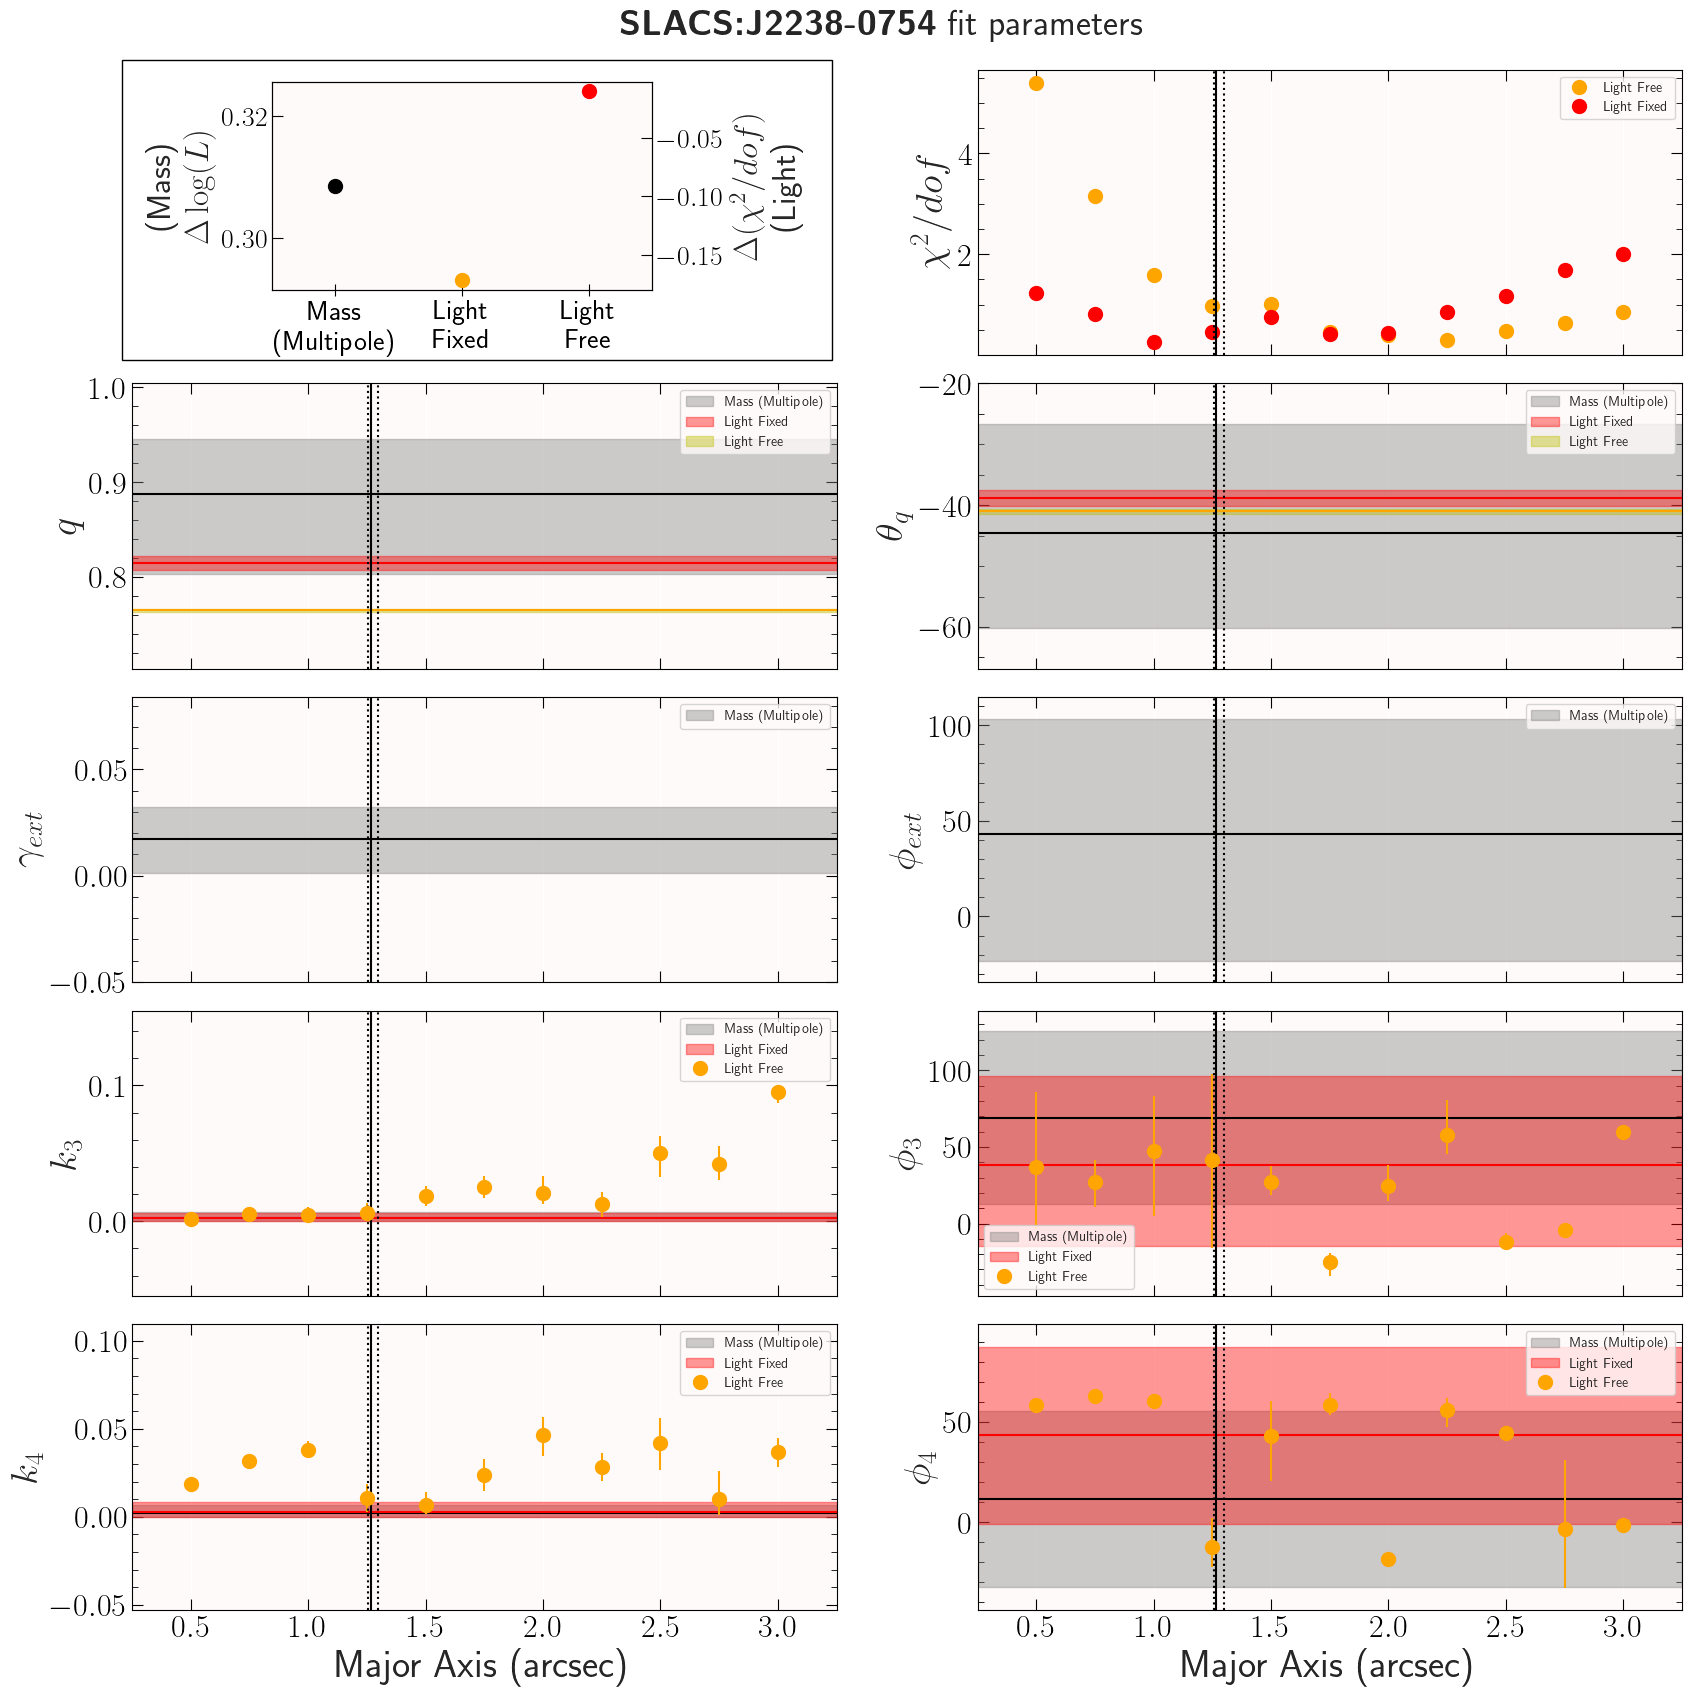 SLACS:J2238-0754 fit parameters
(Mass)
Δ log(L)
0.32
0.30
−0.05
−0.10
−0.15
Δ(χ²/dof)
(Light)
Mass
(Multipole)
Light
Fixed
Light
Free
χ²/dof
4
2
Light Free
Light Fixed
q
1.0
0.9
0.8
Mass (Multipole)
Light Fixed
Light Free
θ_q
−20
−40
−60
Mass (Multipole)
Light Fixed
Light Free
γ_ext
0.05
0.00
−0.05
Mass (Multipole)
ϕ_ext
100
50
0
Mass (Multipole)
k₃
0.1
0.0
Mass (Multipole)
Light Fixed
Light Free
ϕ₃
100
50
0
Mass (Multipole)
Light Fixed
Light Free
k₄
0.10
0.05
0.00
−0.05
Mass (Multipole)
Light Fixed
Light Free
ϕ₄
50
0
Mass (Multipole)
Light Fixed
Light Free
0.5 1.0 1.5 2.0 2.5 3.0
Major Axis (arcsec)
0.5 1.0 1.5 2.0 2.5 3.0
Major Axis (arcsec)